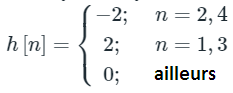 −2; n = 2, 4
h [n] = { 2; n = 1, 3
0; ailleurs